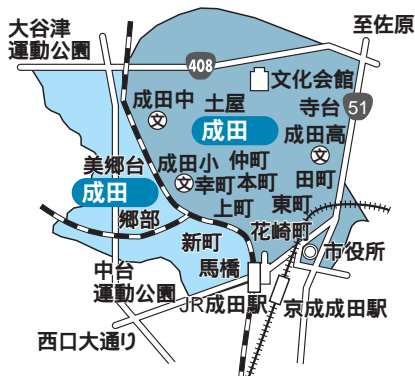 大谷津
運動公園
至佐原
408
文化会館
成田中
土屋
寺台
51
文
成田
成田高
文
美郷台
成田小
仲町
成田
文
幸町
本町
田町
郷部
上町
東町
新町
花崎町
馬橋
市役所
中台
運動公園
JR成田駅
京成成田駅
西口大通り